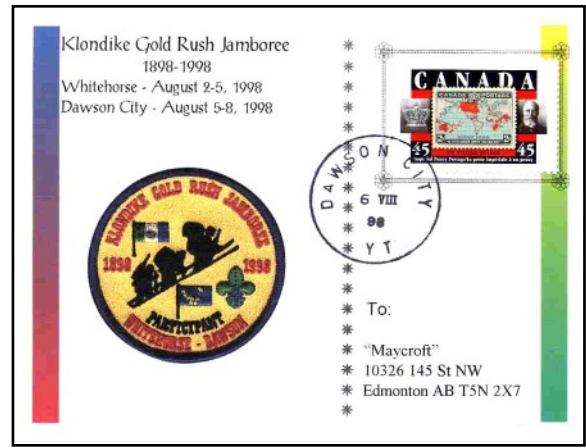 Klondike Gold Rush Jamboree
1898-1998
Whitehorse - August 2-5, 1998
Dawson City - August 5-8, 1998
KLONDIKE GOLD RUSH JAMBOREE
1898 1998
PARTICIPANT
WHITEHORSE - DAWSON
CANADA
CANADA POSTAGE
45 45
DAWSON CITY
6 VIII
98
YT
To:
"Maycroft"
10326 145 St NW
Edmonton AB T5N 2X7